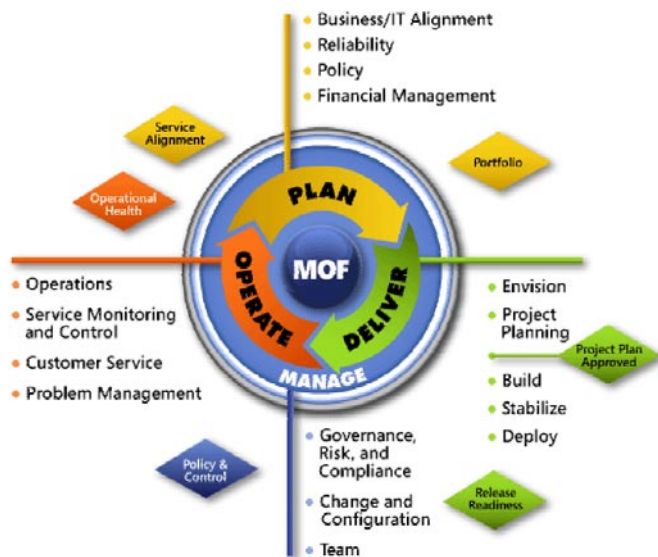 Business/IT Alignment
Reliability
Policy
Financial Management
Service
Alignment
Portfolio
Operational
Health
PLAN
MOF
OPERATE
DELIVER
MANAGE
Operations
Service Monitoring
and Control
Customer Service
Problem Management
Envision
Project
Planning
Project Plan
Approved
Build
Stabilize
Deploy
Policy &
Control
Governance,
Risk, and
Compliance
Change and
Configuration
Team
Release
Readiness